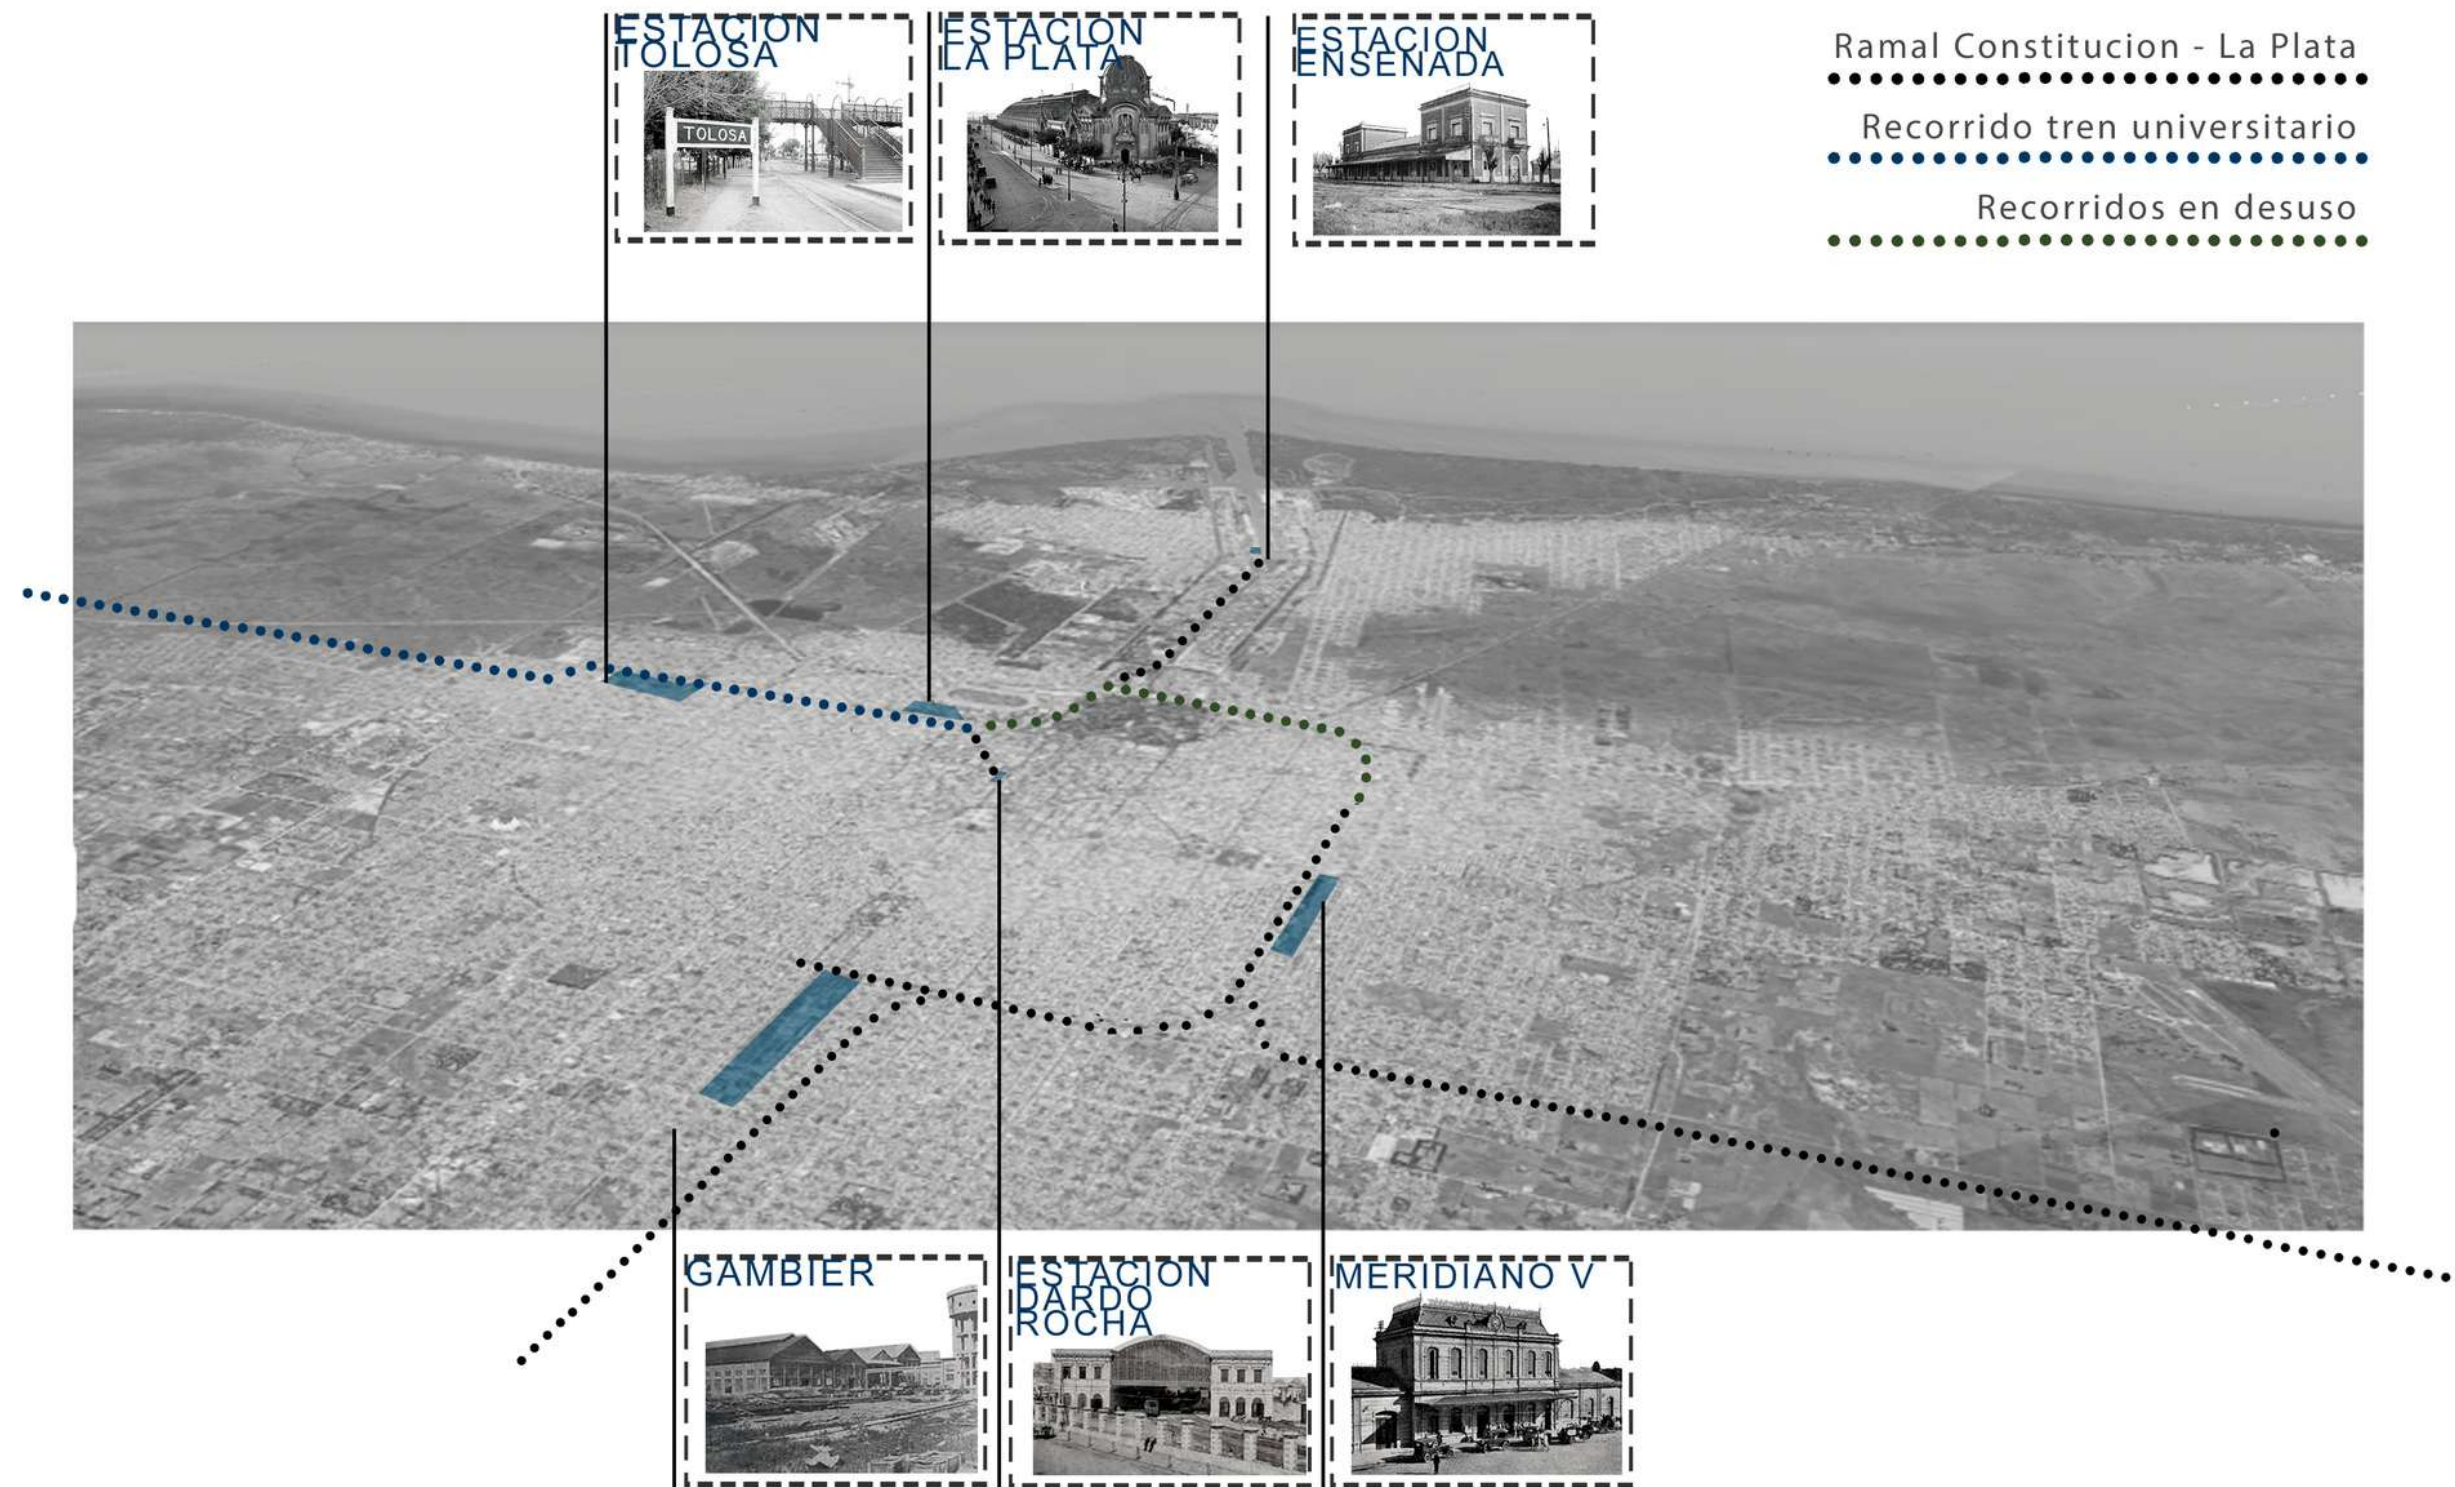 ESTACION
TOLOSA
TOLOSA
ESTACION
LA PLATA
ESTACION
ENSENADA
Ramal Constitucion - La Plata
Recorrido tren universitario
Recorridos en desuso
GAMBIER
ESTACION
DARDO
ROCHA
MERIDIANO V